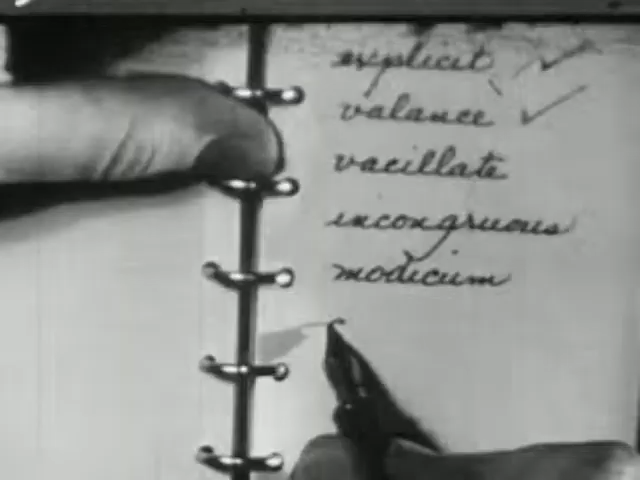 explicit ✓
valance ✓
vacillate
incongruous
modicum